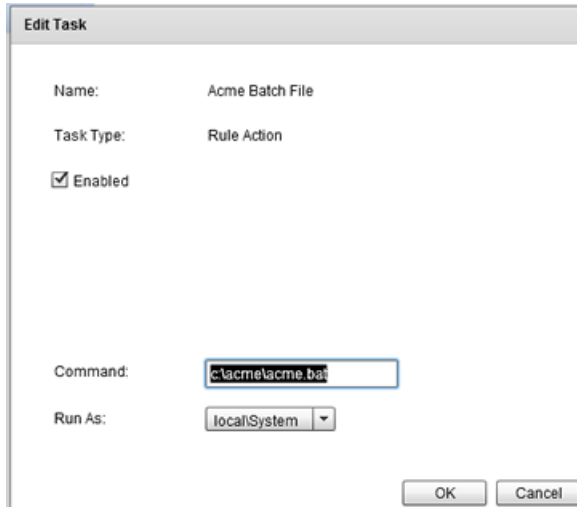 Edit Task
Name: Acme Batch File
Task Type: Rule Action
Enabled
Command: c:\acme\acme.bat
Run As: local\System
OK Cancel